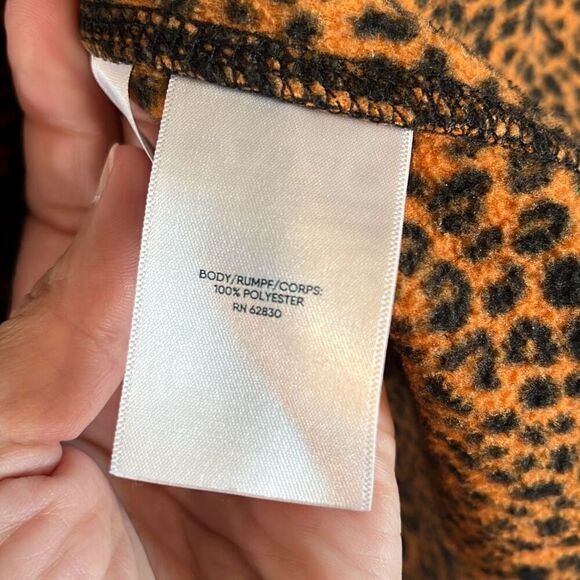 BODY/RUMPF/CORPS:
100% POLYESTER
RN 62830